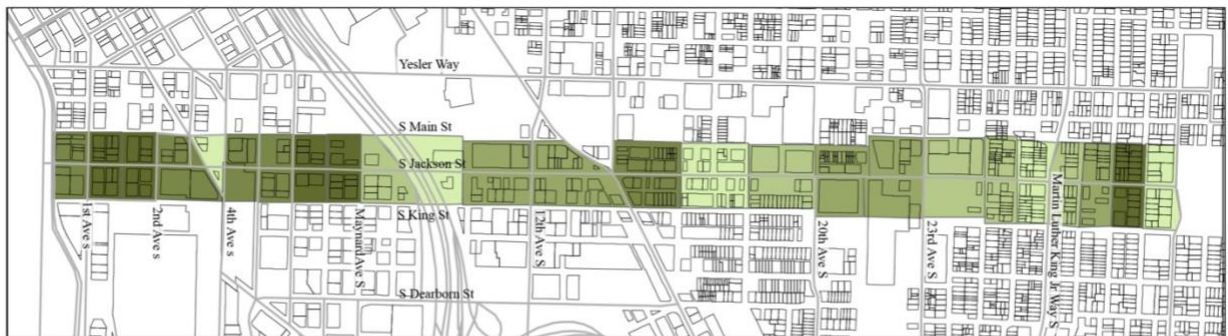 Yesler Way
S Main St
S Jackson St
S King St
S Dearborn St
1st Ave s
2nd Ave s
4th Ave s
Maynard Ave S
12th Ave S
20th Ave S
23rd Ave S
Martin Luther King Jr Way S